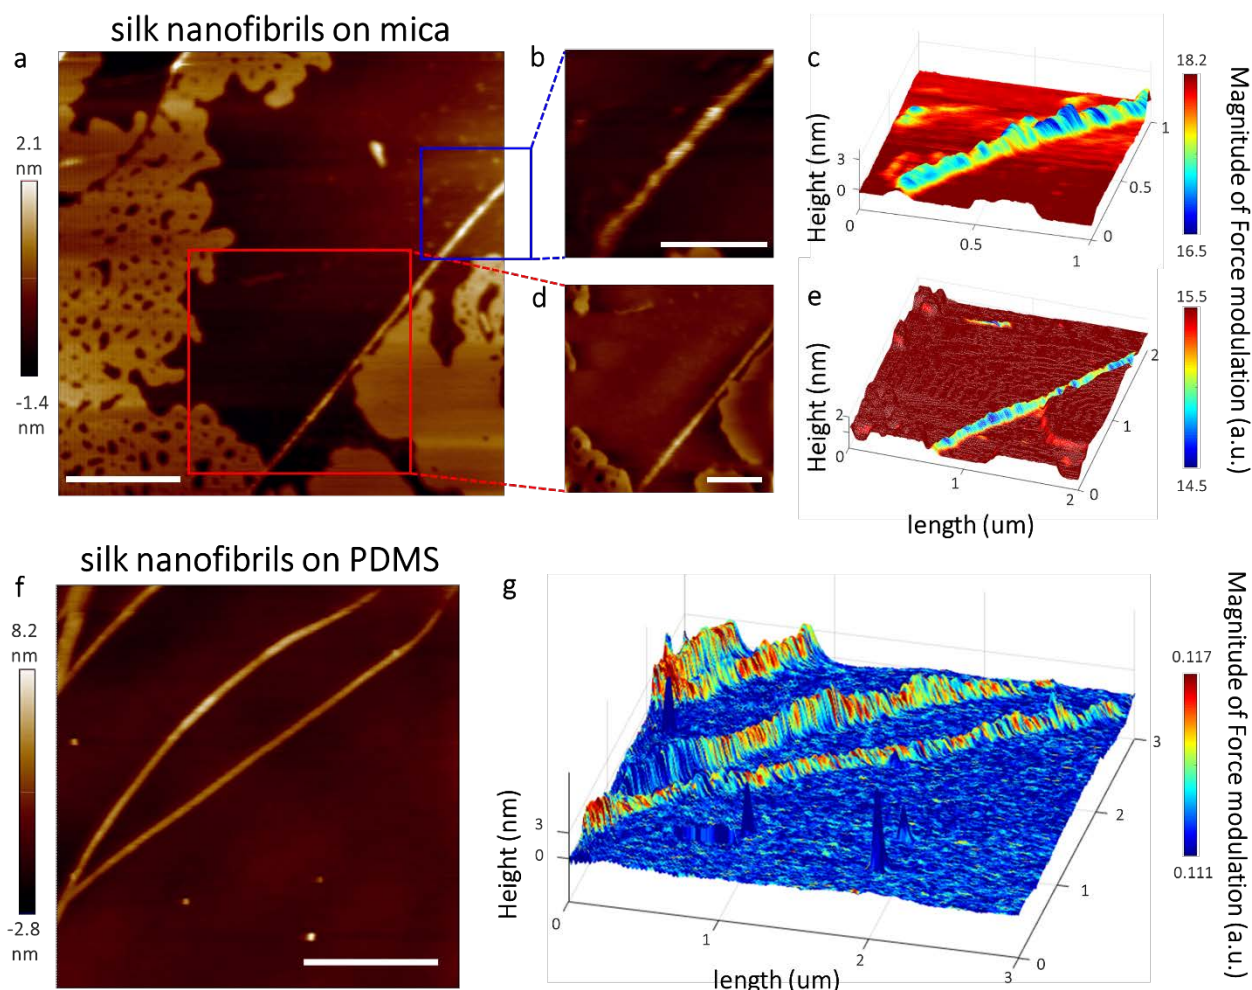 silk nanofibrils on mica
a
2.1
nm
-1.4
nm
b
c
Height (nm)
3
0
0
0.5
1
0
0.5
1
18.2
16.5
Magnitude of Force modulation (a.u.)
d
e
Height (nm)
2
0
1
2
0
1
2
length (um)
15.5
14.5
silk nanofibrils on PDMS
f
8.2
nm
-2.8
nm
g
Height (nm)
3
0
0
1
2
3
0
1
2
3
length (um)
0.117
0.111
Magnitude of Force modulation (a.u.)